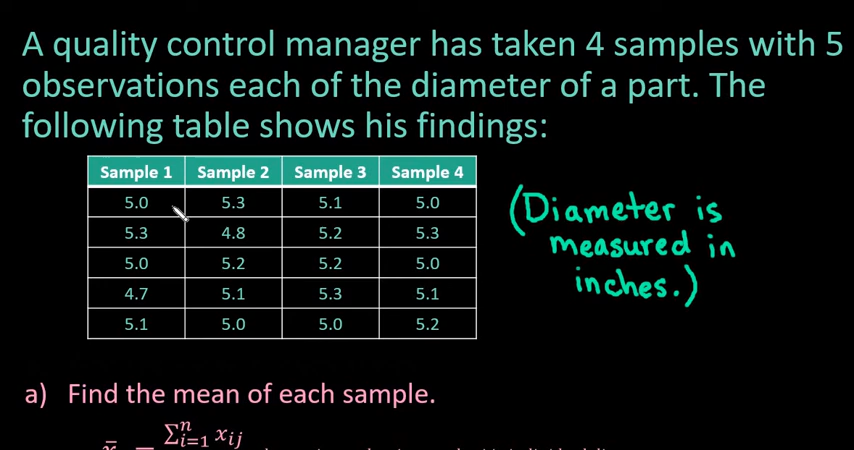 A quality control manager has taken 4 samples with 5
observations each of the diameter of a part. The
following table shows his findings:
Sample 1 Sample 2 Sample 3 Sample 4
5.0 5.3 5.1 5.0
5.3 4.8 5.2 5.3
5.0 5.2 5.2 5.0
4.7 5.1 5.3 5.1
5.1 5.0 5.0 5.2
(Diameter is
measured in
inches.)
a) Find the mean of each sample.
∑ⁿᵢ₌₁ xᵢⱼ